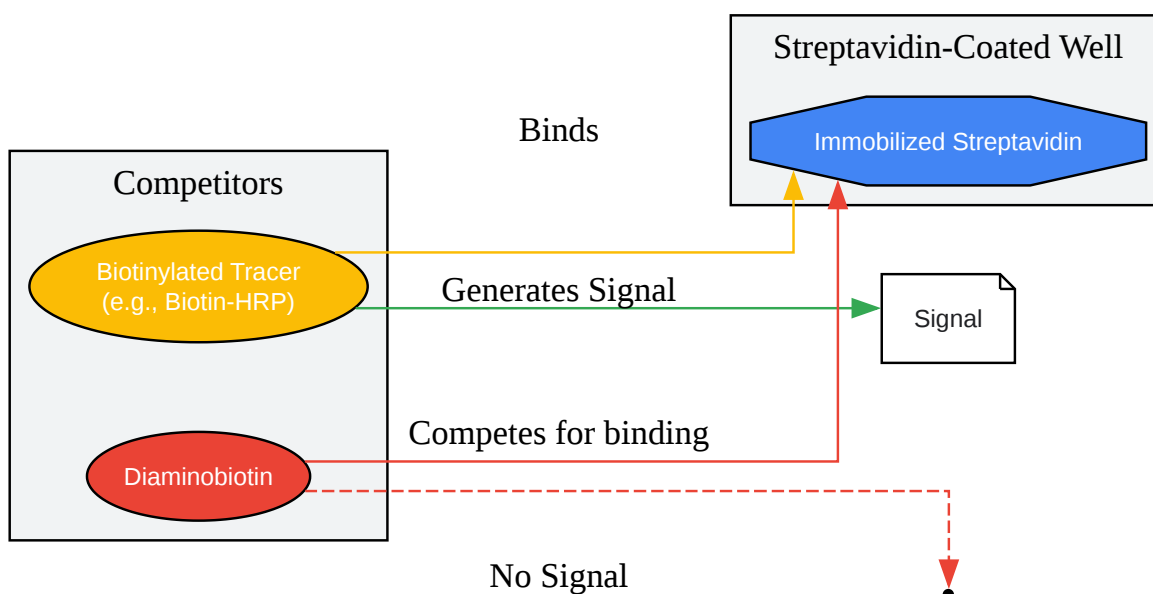 Streptavidin-Coated Well
Immobilized Streptavidin
Binds
Competitors
Biotinylated Tracer
(e.g., Biotin-HRP)
Generates Signal
Signal
Competes for binding
Diaminobiotin
No Signal